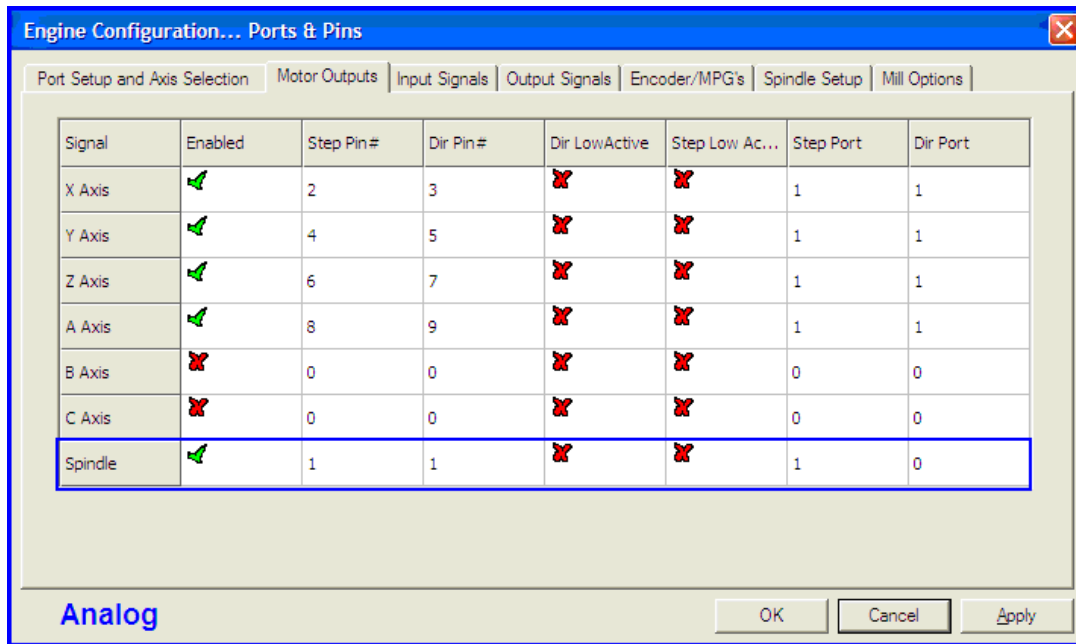 Engine Configuration... Ports & Pins
Port Setup and Axis Selection Motor Outputs Input Signals Output Signals Encoder/MPG's Spindle Setup Mill Options
Signal Enabled Step Pin# Dir Pin# Dir LowActive Step Low Ac... Step Port Dir Port
X Axis 2 3 1 1
Y Axis 4 5 1 1
Z Axis 6 7 1 1
A Axis 8 9 1 1
B Axis 0 0 0 0
C Axis 0 0 0 0
Spindle 1 1 1 0
Analog OK Cancel Apply